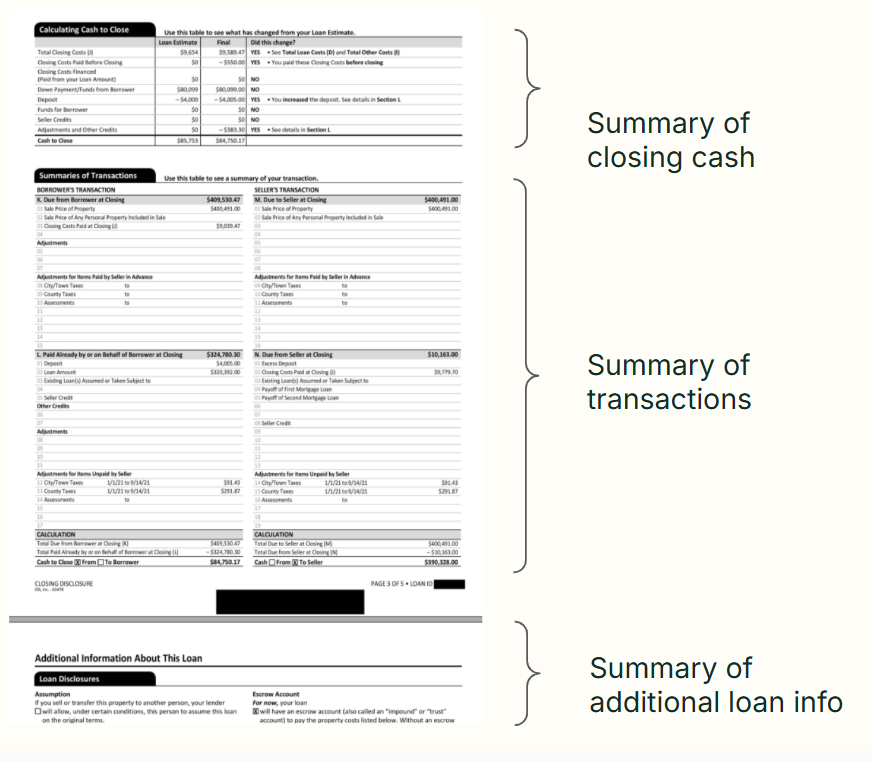 Calculating Cash to Close Use this table to see what has changed from your Loan Estimate.
Loan Estimate Final Did this change?
Total Closing Costs (J) $9,654 $9,589.47 YES • See Total Loan Costs (D) and Total Other Costs (I)
Closing Costs Paid Before Closing $0 –$550.00 YES • You paid these Closing Costs before closing
Closing Costs Financed
(Paid from your Loan Amount) $0 $0 NO
Down Payment/Funds from Borrower $80,099 $80,099.00 NO
Deposit –$4,000 –$4,005.00 YES • You increased the deposit. See details in Section L
Funds for Borrower $0 $0 NO
Seller Credits $0 $0 NO
Adjustments and Other Credits $0 –$383.30 YES • See details in Section L
Cash to Close $85,753 $84,750.17
Summary of
closing cash
Summaries of Transactions Use this table to see a summary of your transaction.
BORROWER'S TRANSACTION
K. Due from Borrower at Closing $409,530.47
01 Sale Price of Property $400,491.00
02 Sale Price of Any Personal Property Included in Sale
03 Closing Costs Paid at Closing (J) $9,039.47
04
Adjustments
05
06
07
Adjustments for Items Paid by Seller in Advance
08 City/Town Taxes to
09 County Taxes to
10 Assessments to
11
12
13
14
15
L. Paid Already by or on Behalf of Borrower at Closing $324,780.30
01 Deposit $4,005.00
02 Loan Amount $320,392.00
03 Existing Loan(s) Assumed or Taken Subject to
04
05 Seller Credit
Other Credits
06
07
Adjustments
08
09
10
11
Adjustments for Items Unpaid by Seller
12 City/Town Taxes 1/1/21 to 9/14/21 $91.43
13 County Taxes 1/1/21 to 9/14/21 $291.87
14 Assessments to
15
16
17
CALCULATION
Total Due from Borrower at Closing (K) $409,530.47
Total Paid Already by or on Behalf of Borrower at Closing (L) –$324,780.30
Cash to Close X From To Borrower $84,750.17
SELLER'S TRANSACTION
M. Due to Seller at Closing $400,491.00
01 Sale Price of Property $400,491.00
02 Sale Price of Any Personal Property Included in Sale
03
04
05
06
07
08
Adjustments for Items Paid by Seller in Advance
09 City/Town Taxes to
10 County Taxes to
11 Assessments to
12
13
14
15
16
N. Due from Seller at Closing $10,163.00
01 Excess Deposit
02 Closing Costs Paid at Closing (J) $9,779.70
03 Existing Loan(s) Assumed or Taken Subject to
04 Payoff of First Mortgage Loan
05 Payoff of Second Mortgage Loan
06
07
08 Seller Credit
09
10
11
12
13
Adjustments for Items Unpaid by Seller
14 City/Town Taxes 1/1/21 to 9/14/21 $91.43
15 County Taxes 1/1/21 to 9/14/21 $291.87
16 Assessments to
17
18
19
CALCULATION
Total Due to Seller at Closing (M) $400,491.00
Total Due from Seller at Closing (N) –$10,163.00
Cash From X To Seller $390,328.00
Summary of
transactions
CLOSING DISCLOSURE PAGE 3 OF 5 • LOAN ID
Additional Information About This Loan
Loan Disclosures
Assumption
If you sell or transfer this property to another person, your lender
will allow, under certain conditions, this person to assume this loan
on the original terms.
Escrow Account
For now, your loan
X will have an escrow account (also called an "impound" or "trust"
account) to pay the property costs listed below. Without an escrow
Summary of
additional loan info